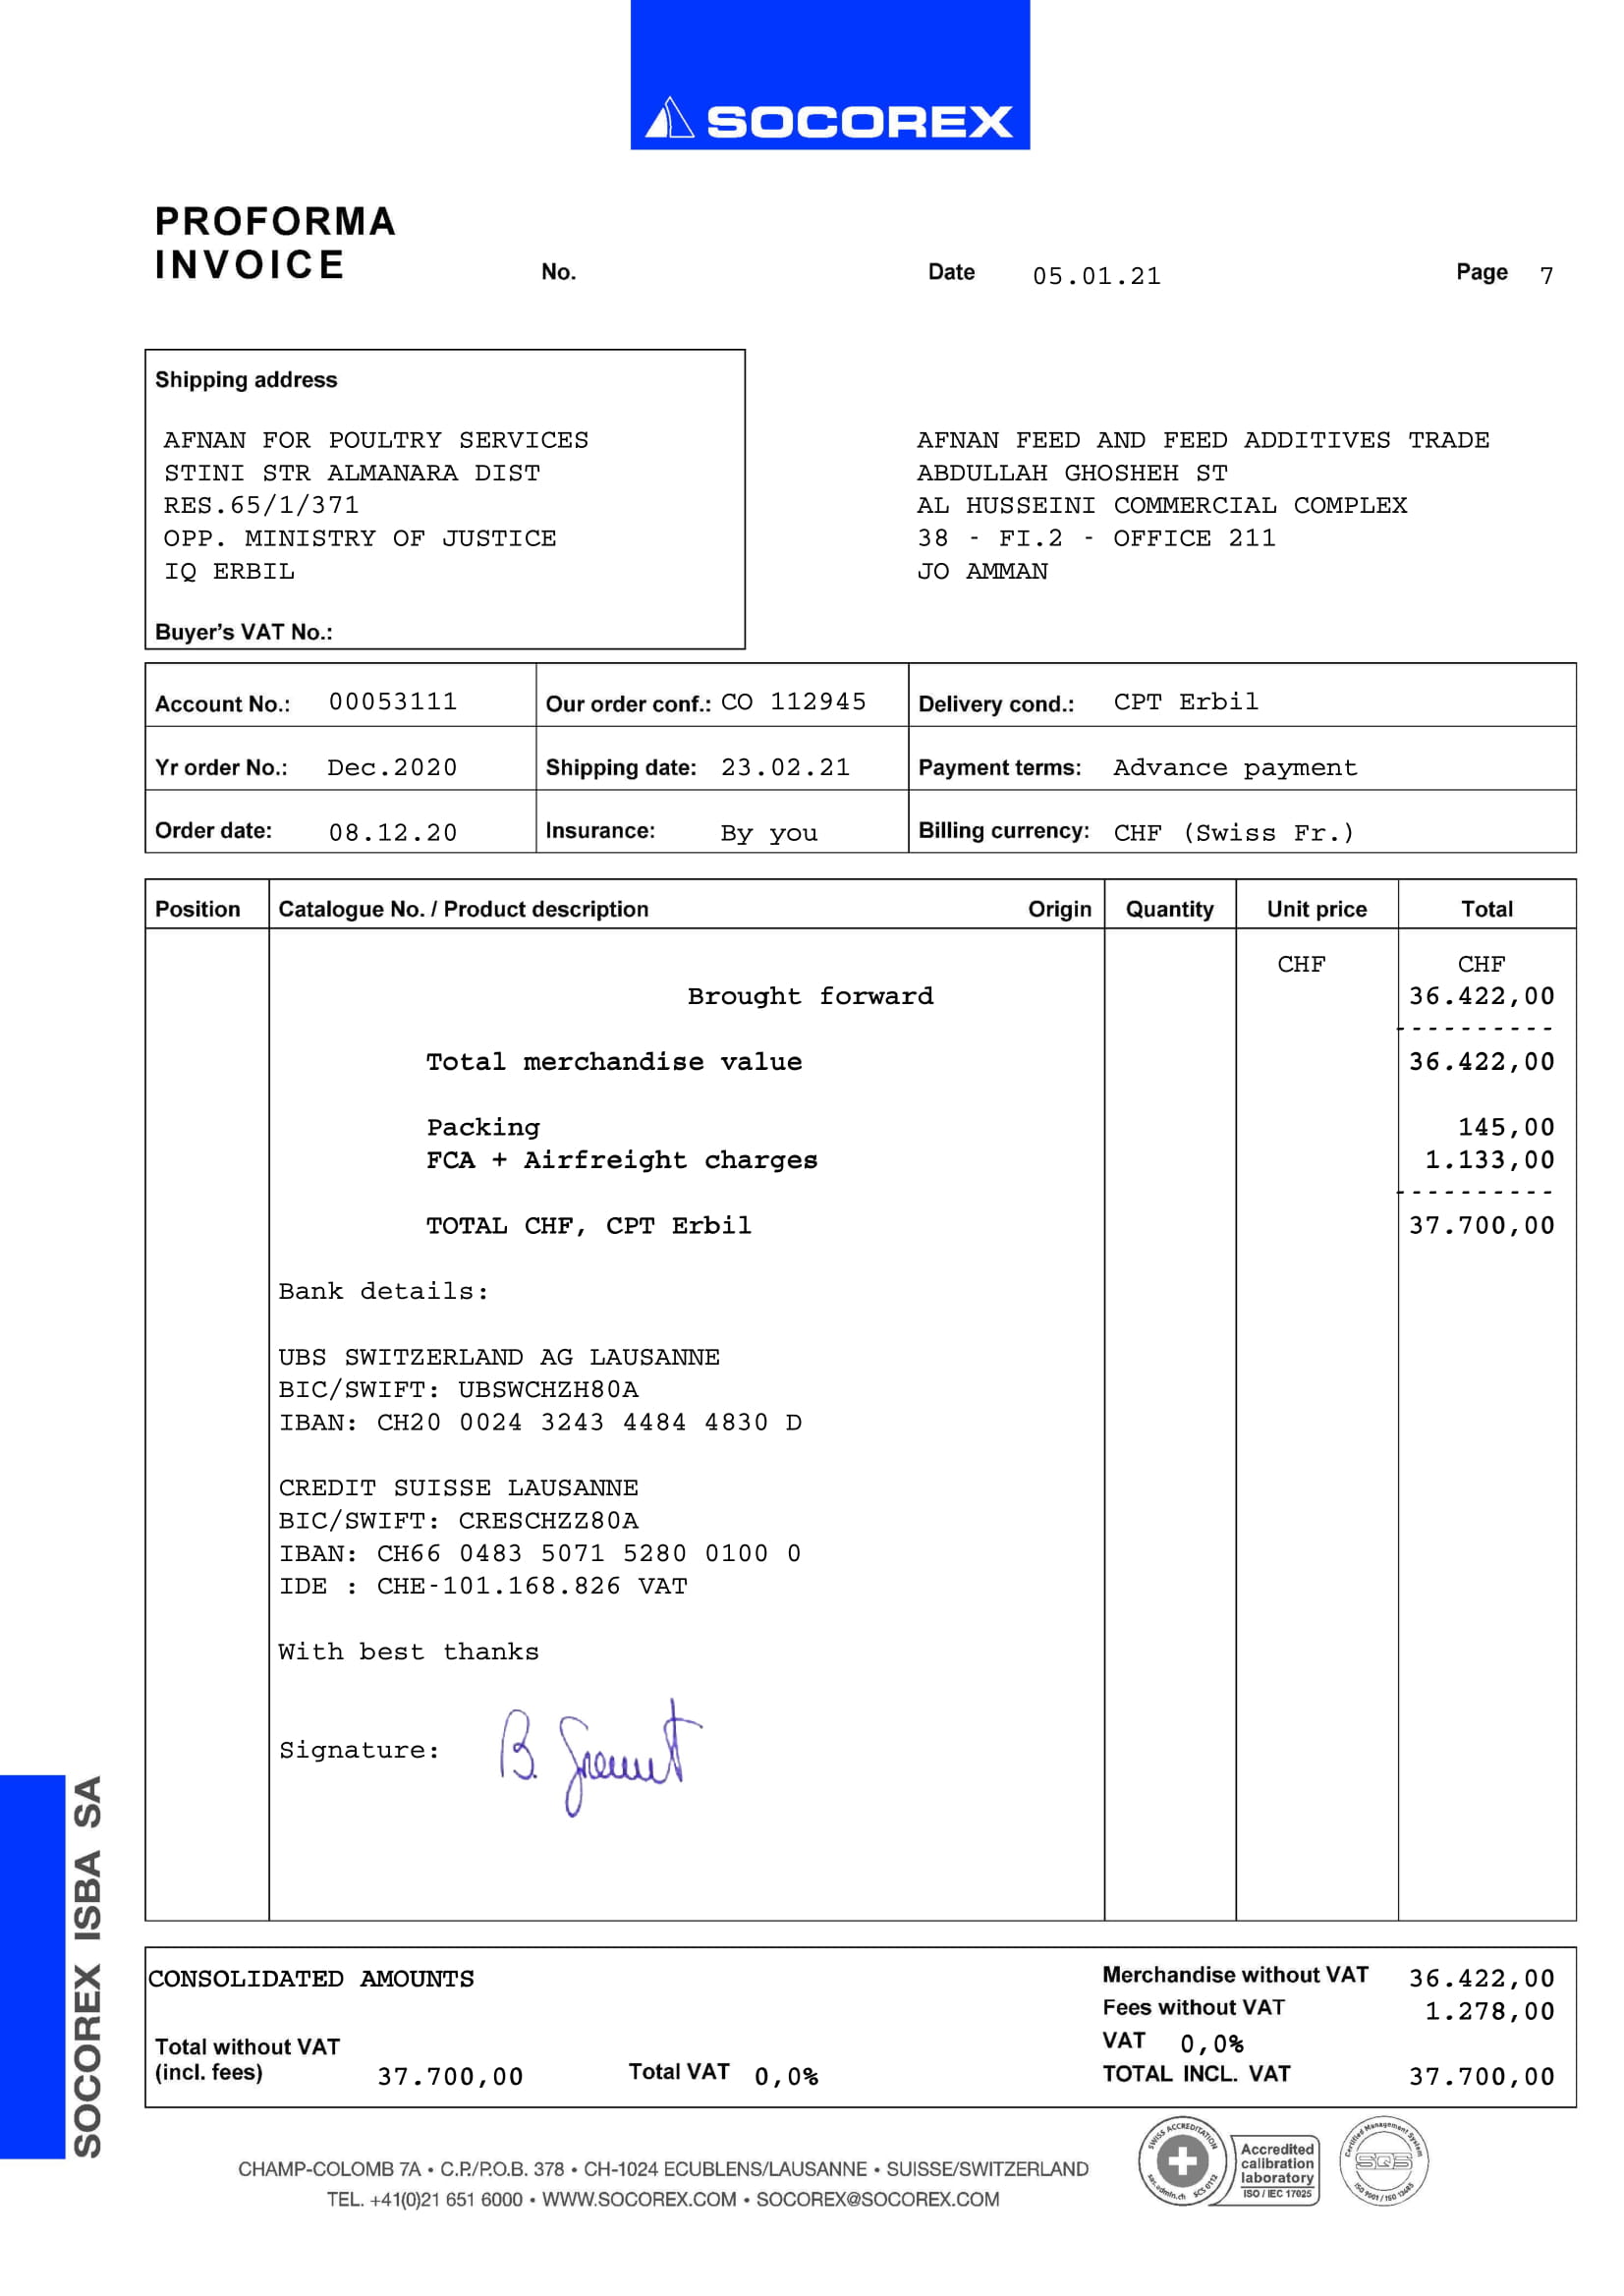 SOCOREX
PROFORMA
INVOICE
No.
Date 05.01.21
Page 7
Shipping address
AFNAN FOR POULTRY SERVICES
STINI STR ALMANARA DIST
RES.65/1/371
OPP. MINISTRY OF JUSTICE
IQ ERBIL
Buyer's VAT No.:
AFNAN FEED AND FEED ADDITIVES TRADE
ABDULLAH GHOSHEH ST
AL HUSSEINI COMMERCIAL COMPLEX
38 - FI.2 - OFFICE 211
JO AMMAN
Account No.: 00053111 Our order conf.: CO 112945 Delivery cond.: CPT Erbil
Yr order No.: Dec.2020 Shipping date: 23.02.21 Payment terms: Advance payment
Order date: 08.12.20 Insurance: By you Billing currency: CHF (Swiss Fr.)
Position Catalogue No. / Product description Origin Quantity Unit price Total
CHF CHF
Brought forward 36.422,00
----------
Total merchandise value 36.422,00
Packing 145,00
FCA + Airfreight charges 1.133,00
----------
TOTAL CHF, CPT Erbil 37.700,00
Bank details:
UBS SWITZERLAND AG LAUSANNE
BIC/SWIFT: UBSWCHZH80A
IBAN: CH20 0024 3243 4484 4830 D
CREDIT SUISSE LAUSANNE
BIC/SWIFT: CRESCHZZ80A
IBAN: CH66 0483 5071 5280 0100 0
IDE : CHE-101.168.826 VAT
With best thanks
Signature: B.
CONSOLIDATED AMOUNTS
Merchandise without VAT 36.422,00
Fees without VAT 1.278,00
VAT 0,0%
Total without VAT
(incl. fees) 37.700,00 Total VAT 0,0% TOTAL INCL. VAT 37.700,00
SOCOREX ISBA SA
CHAMP-COLOMB 7A • C.P./P.O.B. 378 • CH-1024 ECUBLENS/LAUSANNE • SUISSE/SWITZERLAND
TEL. +41(0)21 651 6000 • WWW.SOCOREX.COM • SOCOREX@SOCOREX.COM
SWISS ACCREDITATION
sas.admin.ch SCS 0112
Accredited
calibration
laboratory
ISO / IEC 17025
Certified Management System
SQS
ISO 9001 / ISO 13485